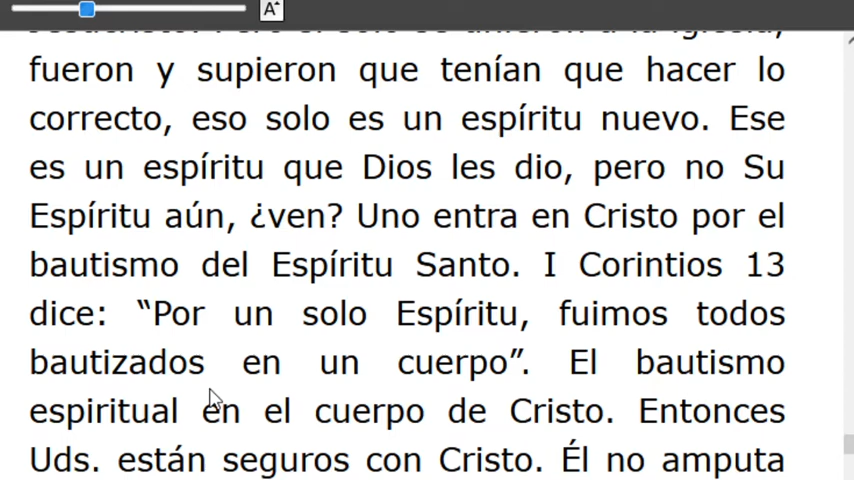 A
fueron y supieron que tenían que hacer lo
correcto, eso solo es un espíritu nuevo. Ese
es un espíritu que Dios les dio, pero no Su
Espíritu aún, ¿ven? Uno entra en Cristo por el
bautismo del Espíritu Santo. I Corintios 13
dice: “Por un solo Espíritu, fuimos todos
bautizados en un cuerpo”. El bautismo
espiritual en el cuerpo de Cristo. Entonces
Uds. están seguros con Cristo. Él no amputa